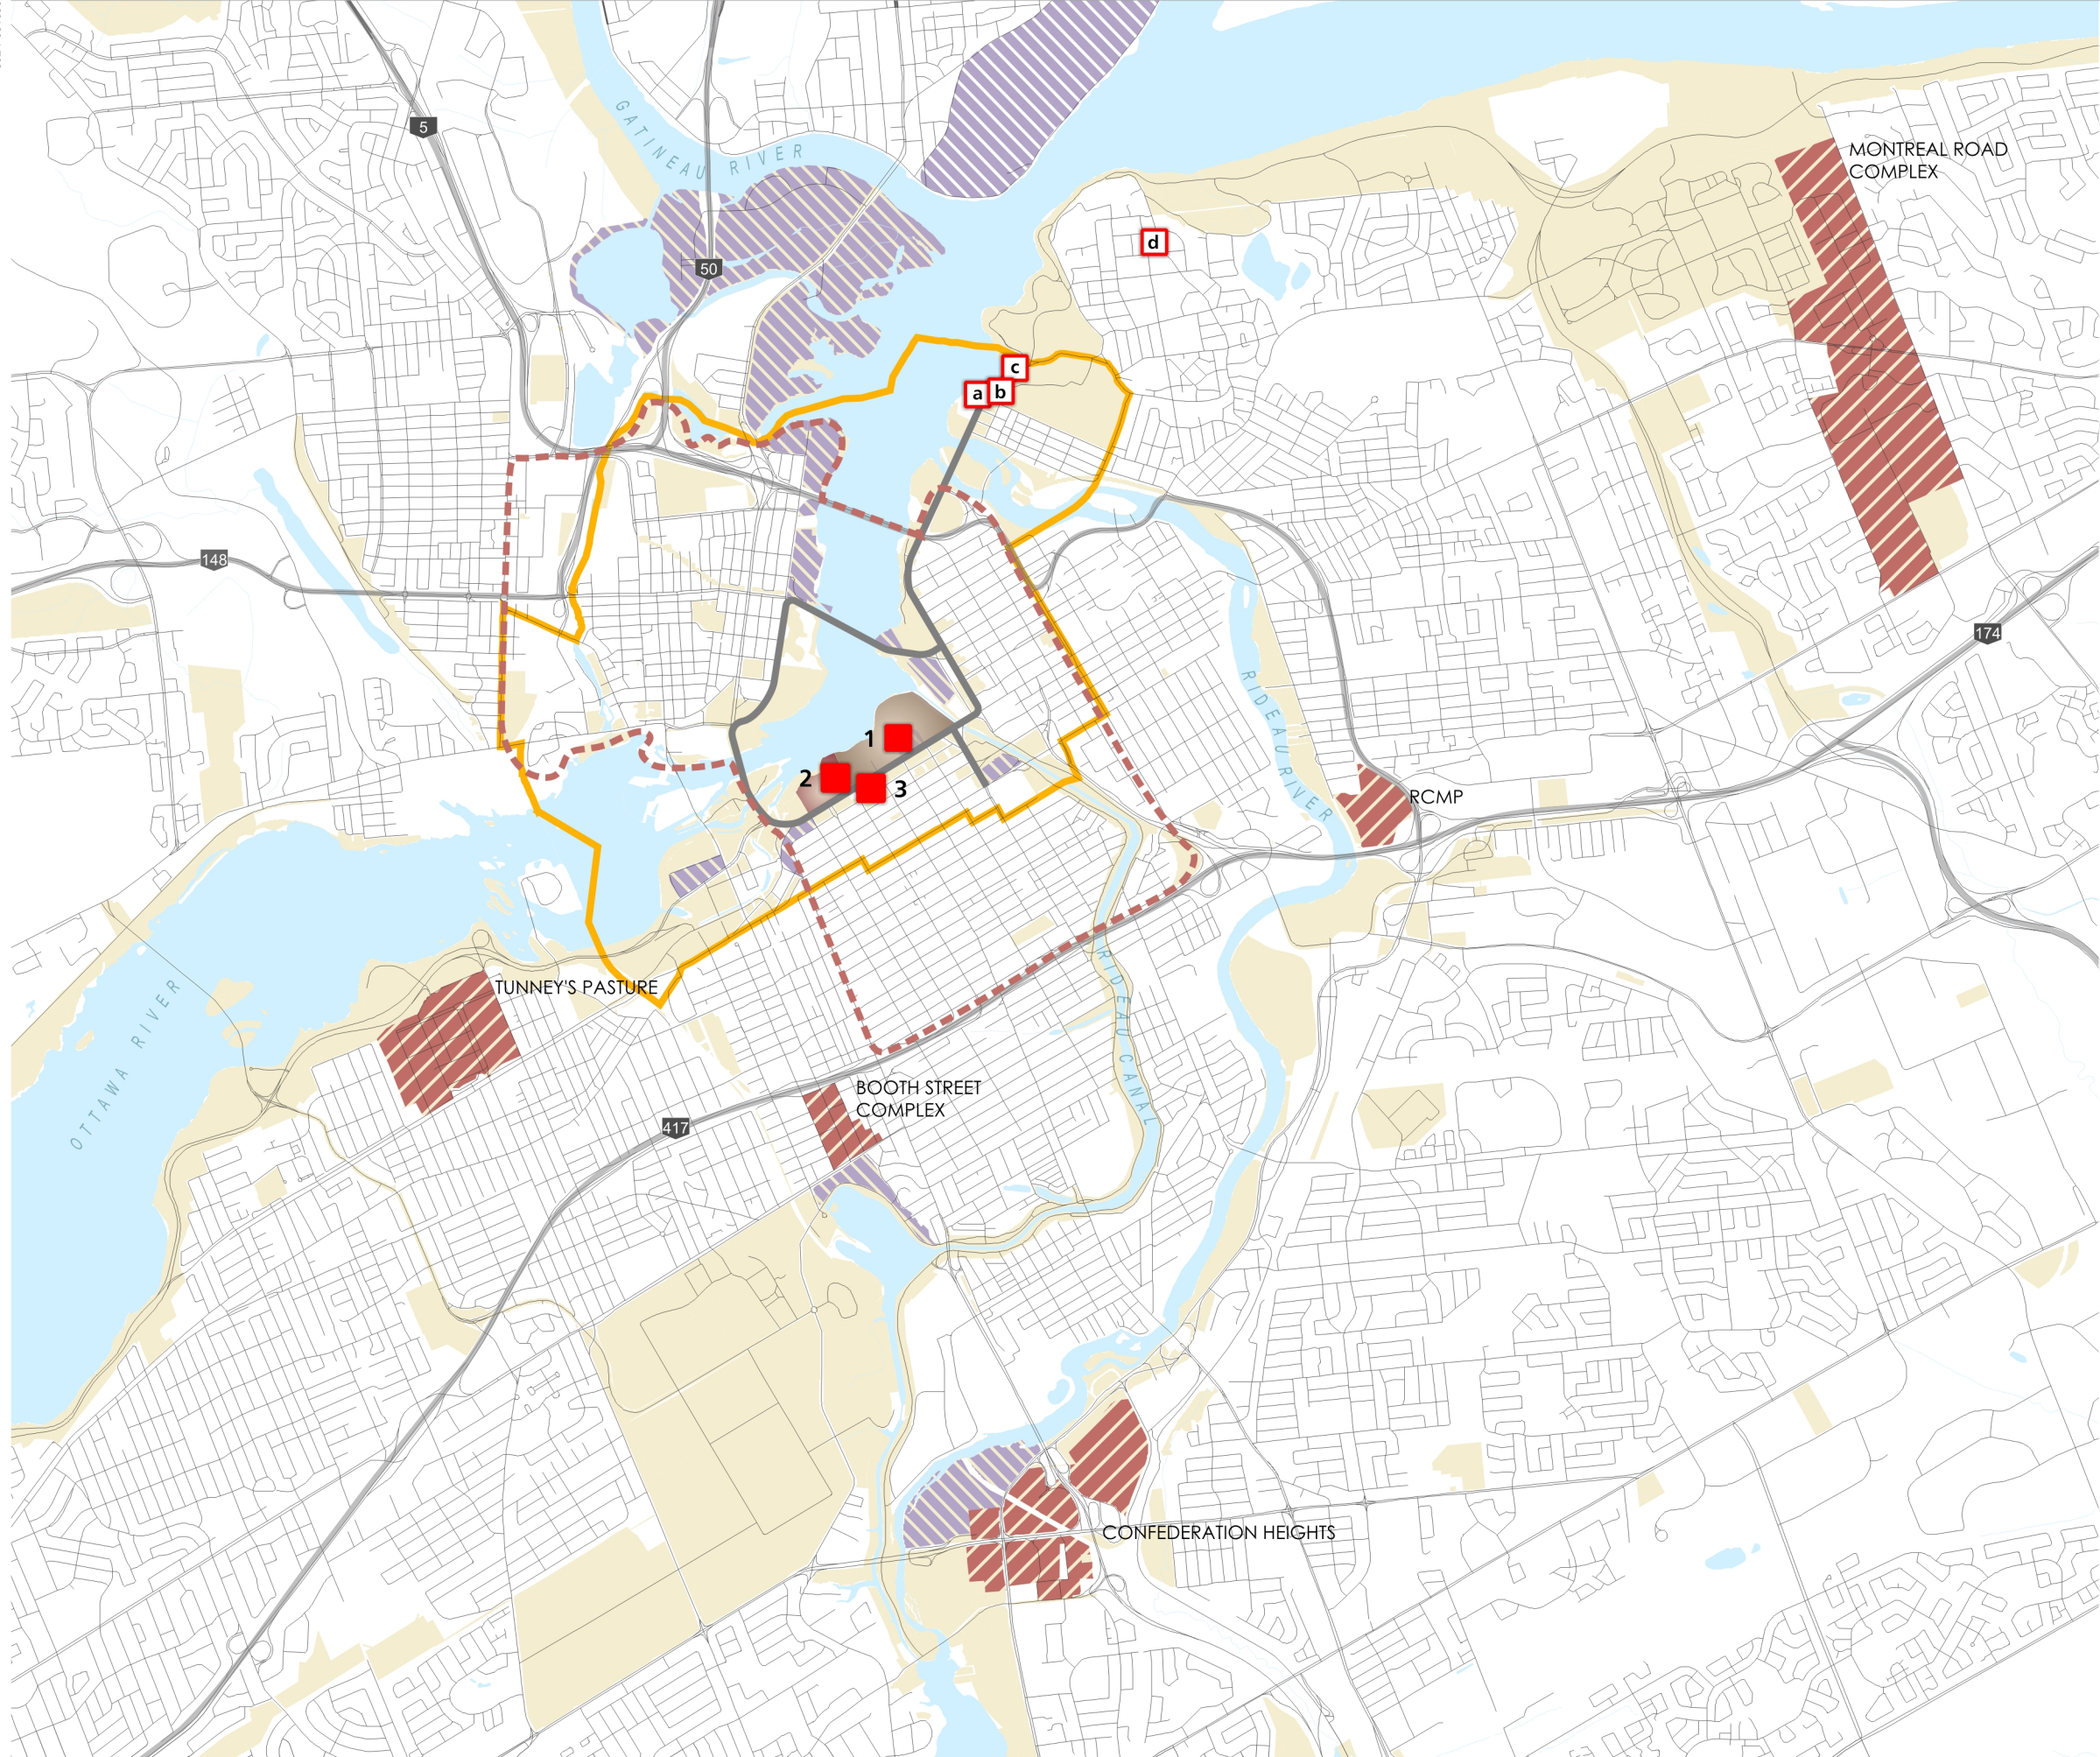 5
GATINEAU RIVER
MONTREAL ROAD
COMPLEX
d
50
c
a
b
148
174
RIDEAU RIVER
1
2
3
RCMP
TUNNEY'S PASTURE
OTTAWA RIVER
RIDEAU CANAL
BOOTH STREET
COMPLEX
417
CONFEDERATION HEIGHTS